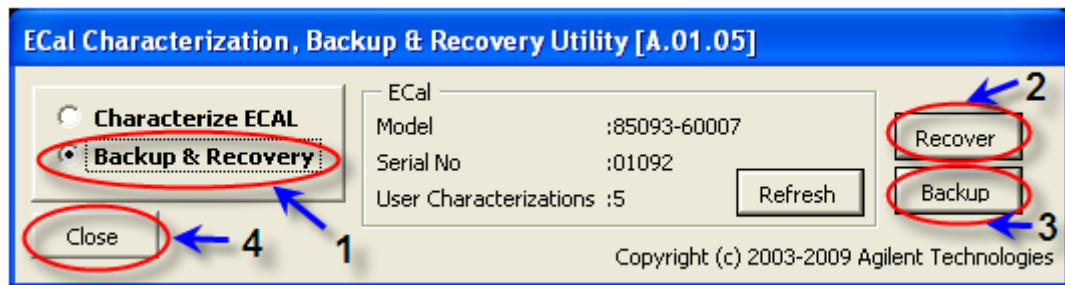 ECal Characterization, Backup & Recovery Utility [A.01.05]
Characterize ECAL
Backup & Recovery
Close
4
1
ECal
Model :85093-60007
Serial No :01092
User Characterizations :5
Refresh
2
Recover
Backup
3
Copyright (c) 2003-2009 Agilent Technologies